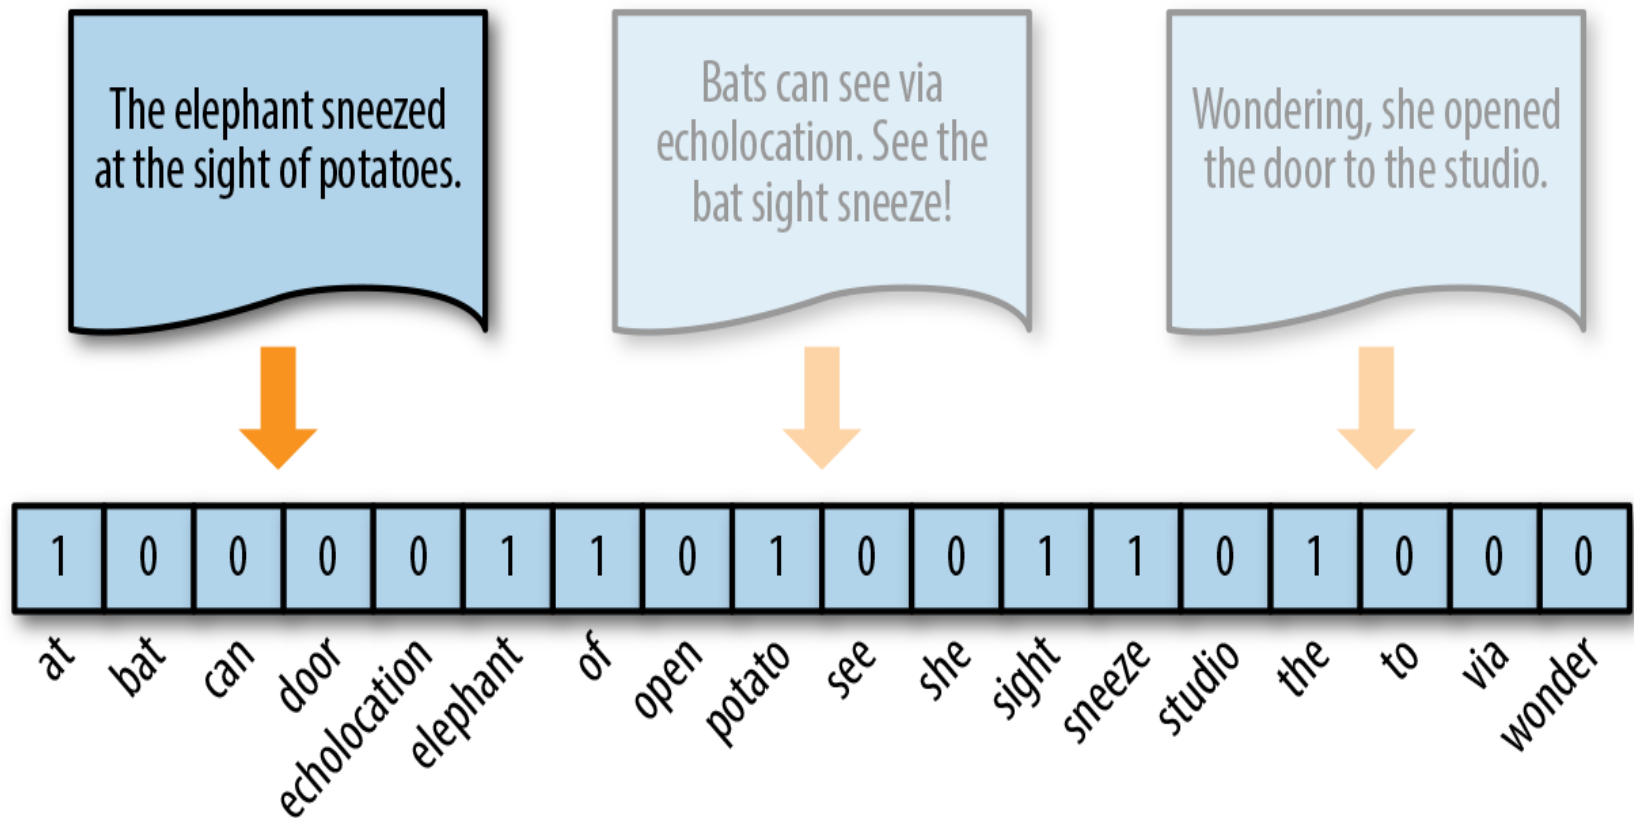 The elephant sneezed
at the sight of potatoes.
Bats can see via
echolocation. See the
bat sight sneeze!
Wondering, she opened
the door to the studio.
1 0 0 0 0 1 1 0 1 0 0 1 1 0 1 0 0 0
at bat can door echolocation elephant of open potato see she sight sneeze studio the to via wonder